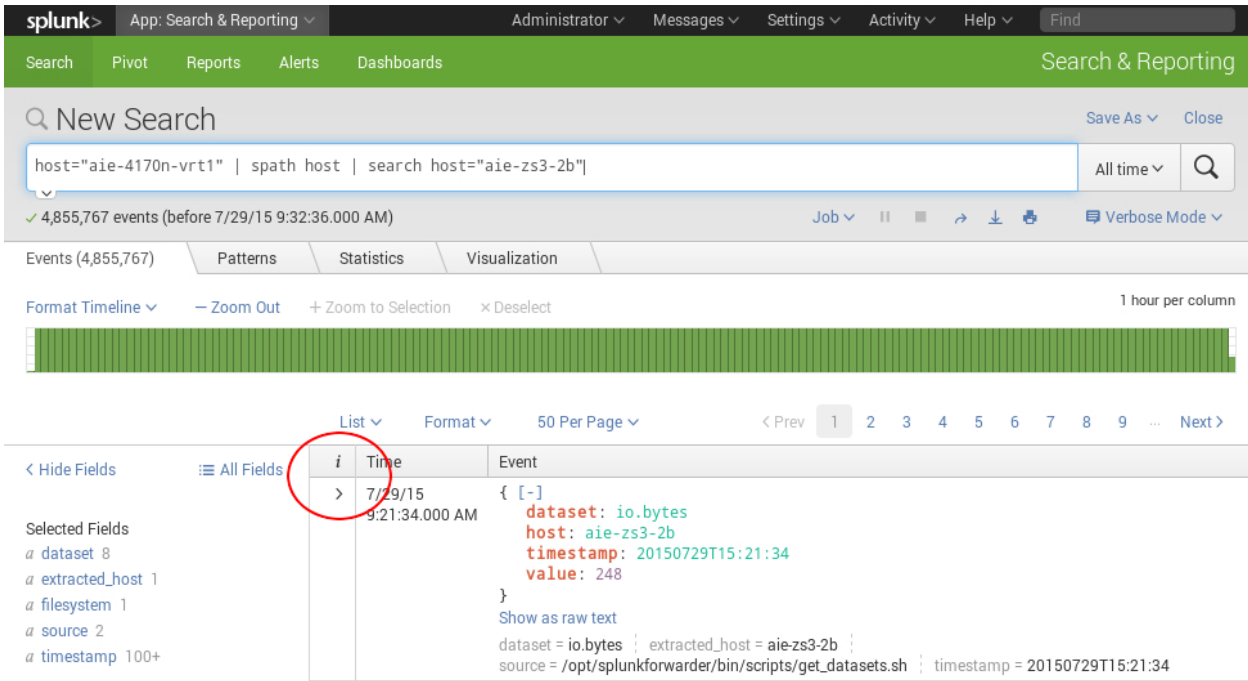 splunk> App: Search & Reporting Administrator Messages Settings Activity Help Find
Search Pivot Reports Alerts Dashboards Search & Reporting
New Search Save As Close
host="aie-4170n-vrt1" | spath host | search host="aie-zs3-2b" All time
4,855,767 events (before 7/29/15 9:32:36.000 AM) Job Verbose Mode
Events (4,855,767) Patterns Statistics Visualization
Format Timeline — Zoom Out + Zoom to Selection × Deselect 1 hour per column
List Format 50 Per Page < Prev 1 2 3 4 5 6 7 8 9 ... Next >
< Hide Fields All Fields i Time Event
> 7/29/15 { [-]
dataset: io.bytes
9:21:34.000 AM
Selected Fields host: aie-zs3-2b
a dataset 8 timestamp: 20150729T15:21:34
a extracted_host 1 value: 248
a filesystem 1 }
Show as raw text
a source 2 dataset = io.bytes extracted_host = aie-zs3-2b
a timestamp 100+ source = /opt/splunkforwarder/bin/scripts/get_datasets.sh timestamp = 20150729T15:21:34